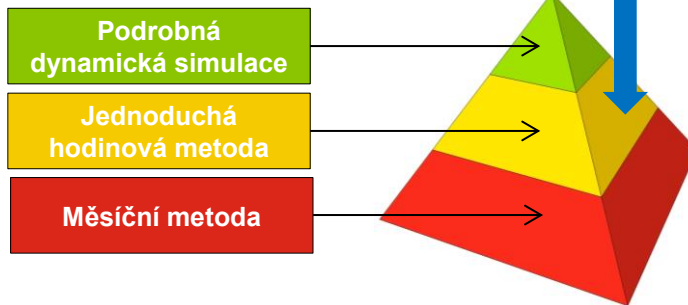 Podrobná
dynamická simulace
Jednoduchá
hodinová metoda
Měsíční metoda